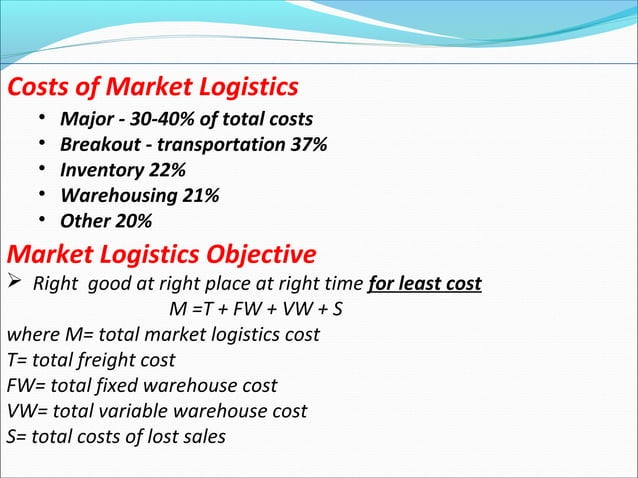 Costs of Market Logistics
• Major - 30-40% of total costs
• Breakout - transportation 37%
• Inventory 22%
• Warehousing 21%
• Other 20%
Market Logistics Objective
➢ Right good at right place at right time for least cost
M =T + FW + VW + S
where M= total market logistics cost
T= total freight cost
FW= total fixed warehouse cost
VW= total variable warehouse cost
S= total costs of lost sales